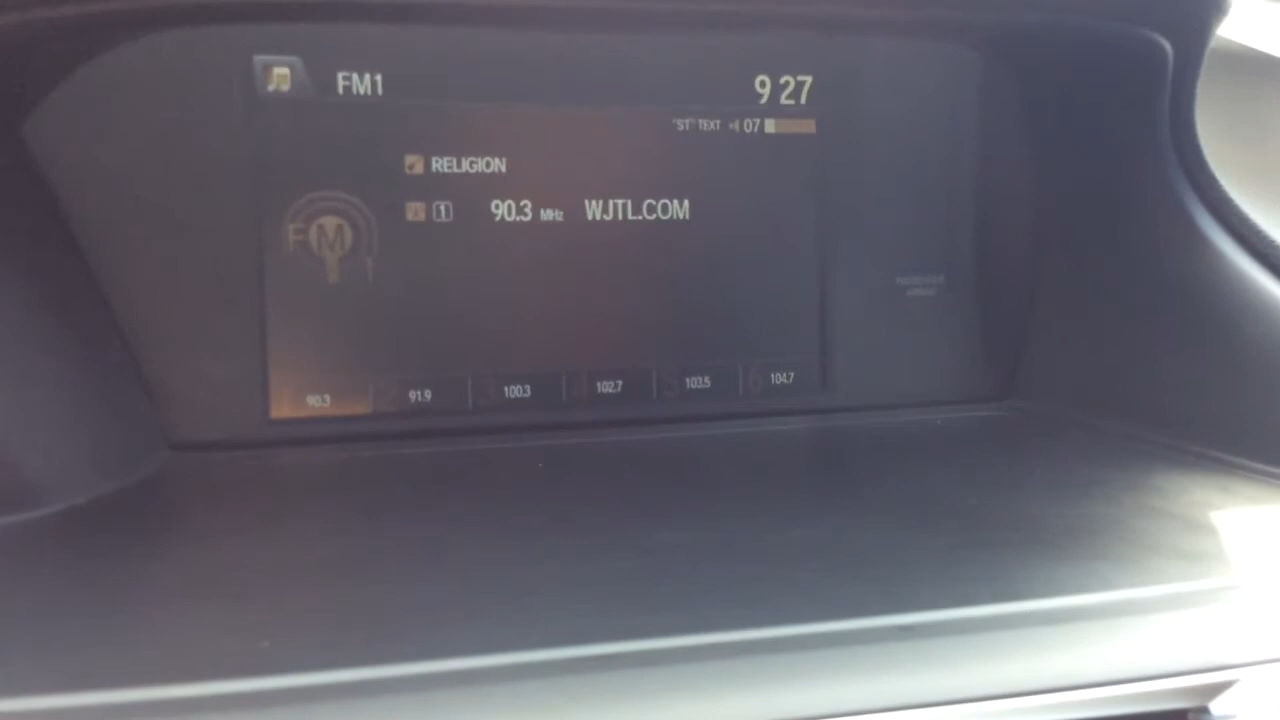 FM1
9 27
"ST" TEXT 07
RELIGION
1 90.3 MHz WJTL.COM
FM
90.3 91.9 100.3 102.7 103.5 104.7